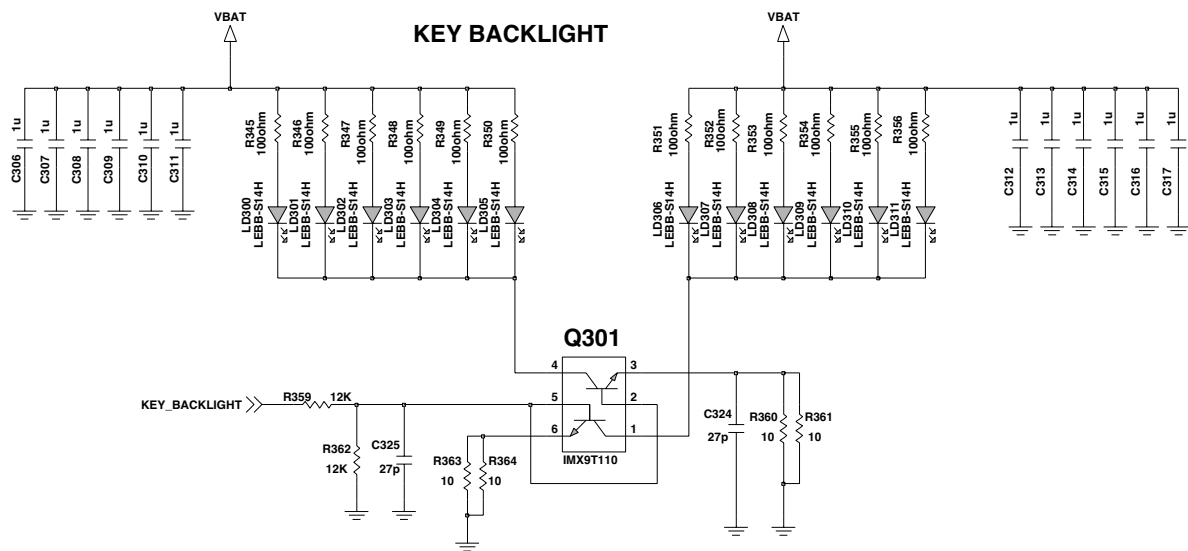 VBAT
VBAT
KEY BACKLIGHT
1u
C306
1u
C307
1u
C308
1u
C309
1u
C310
1u
C311
R345
100ohm
R346
100ohm
R347
100ohm
R348
100ohm
R349
100ohm
R350
100ohm
R351
100ohm
R352
100ohm
R353
100ohm
R354
100ohm
R355
100ohm
R356
100ohm
1u
C312
1u
C313
1u
C314
1u
C315
1u
C316
1u
C317
LD300
LEBB-S14H
LD301
LEBB-S14H
LD302
LEBB-S14H
LD303
LEBB-S14H
LD304
LEBB-S14H
LD305
LEBB-S14H
LD306
LEBB-S14H
LD307
LEBB-S14H
LD308
LEBB-S14H
LD309
LEBB-S14H
LD310
LEBB-S14H
LD311
LEBB-S14H
Q301
4
3
5
2
6
1
IMX9T110
KEY_BACKLIGHT
R359 12K
R362
12K
C325
27p
R363
10
R364
10
C324
27p
R360
10
R361
10